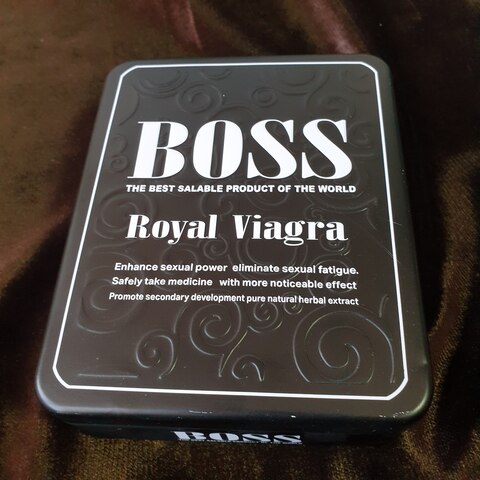 BOSS
THE BEST SALABLE PRODUCT OF THE WORLD
Royal Viagra
Enhance sexual power eliminate sexual fatigue.
Safely take medicine with more noticeable effect
Promote secondary development pure natural herbal extract
BOSS